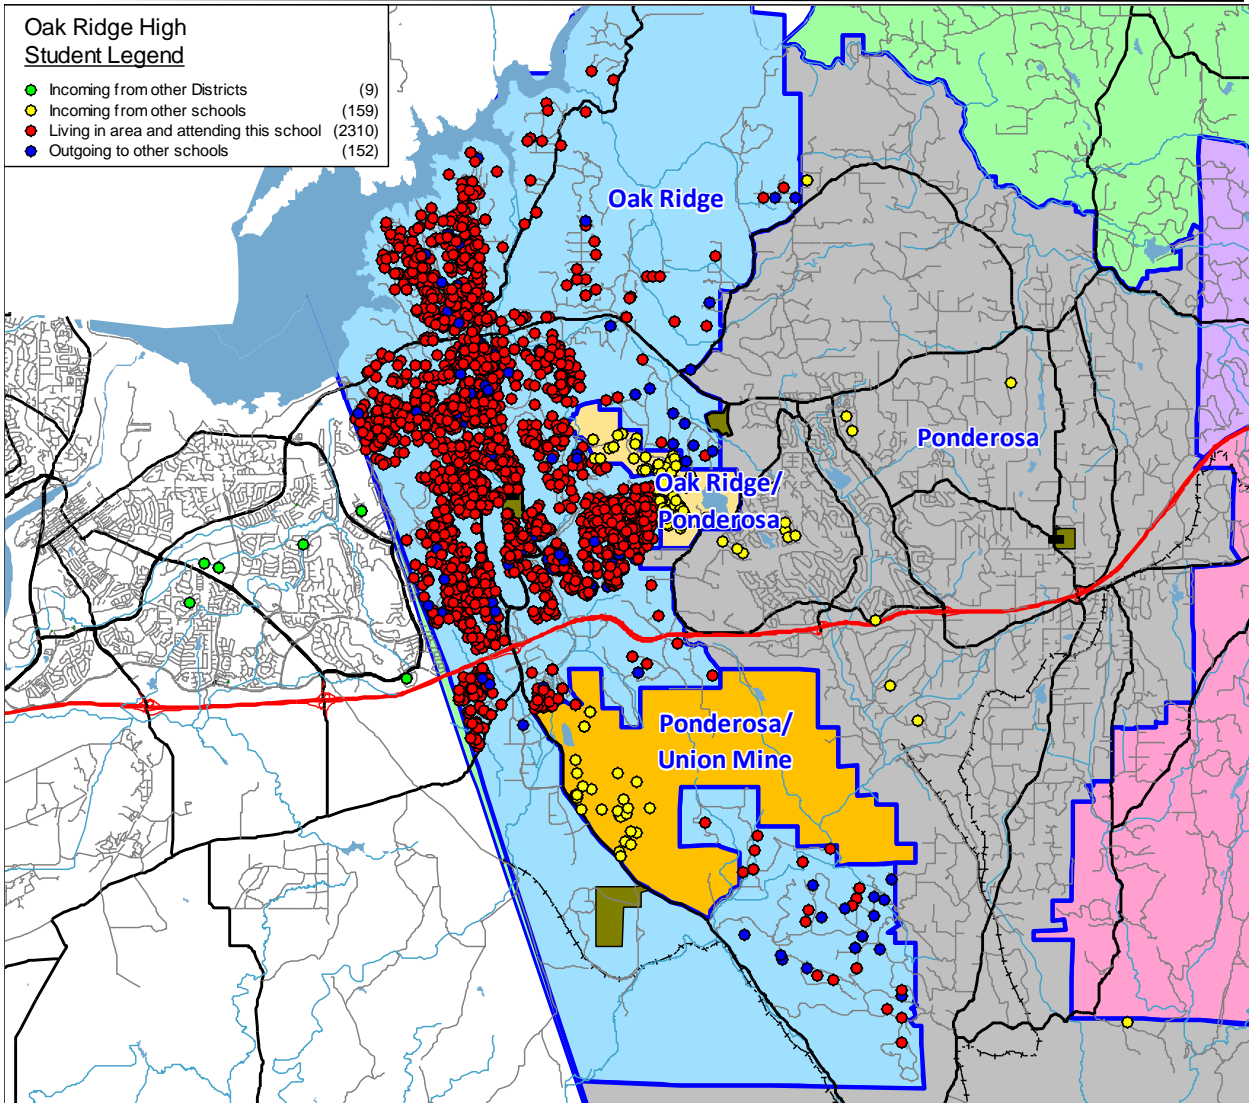 Oak Ridge High
Student Legend
Incoming from other Districts (9)
Incoming from other schools (159)
Living in area and attending this school (2310)
Outgoing to other schools (152)
Oak Ridge
Ponderosa
Oak Ridge/
Ponderosa
Ponderosa/
Union Mine